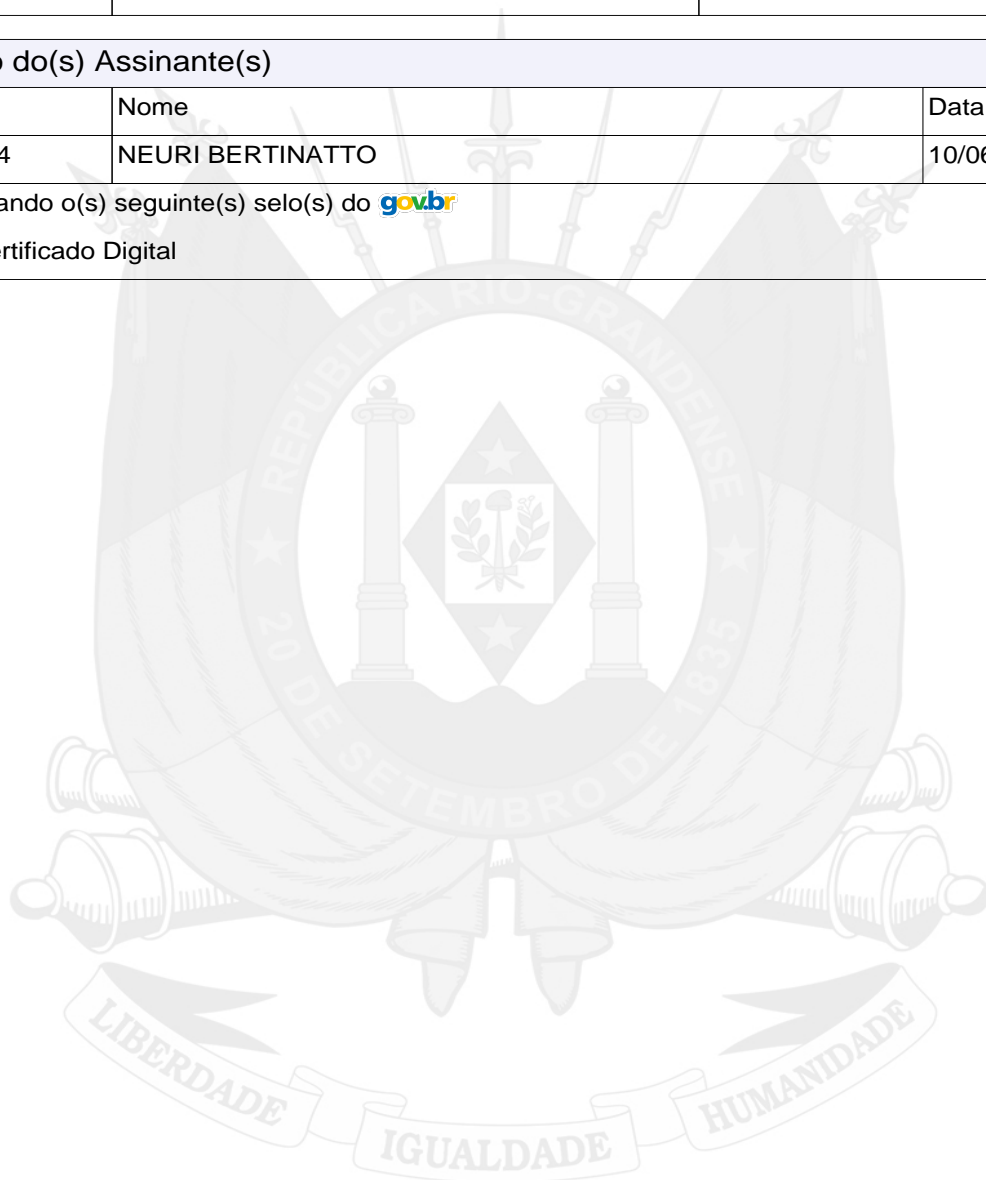 o do(s) Assinante(s)
Nome Data
4 NEURI BERTINATTO 10/06
ando o(s) seguinte(s) selo(s) do gov.br
rtificado Digital
REPÚBLICA RIO-GRANDENSE
★ 20 DE SETEMBRO DE 1835 ★
LIBERDADE IGUALDADE HUMANIDADE